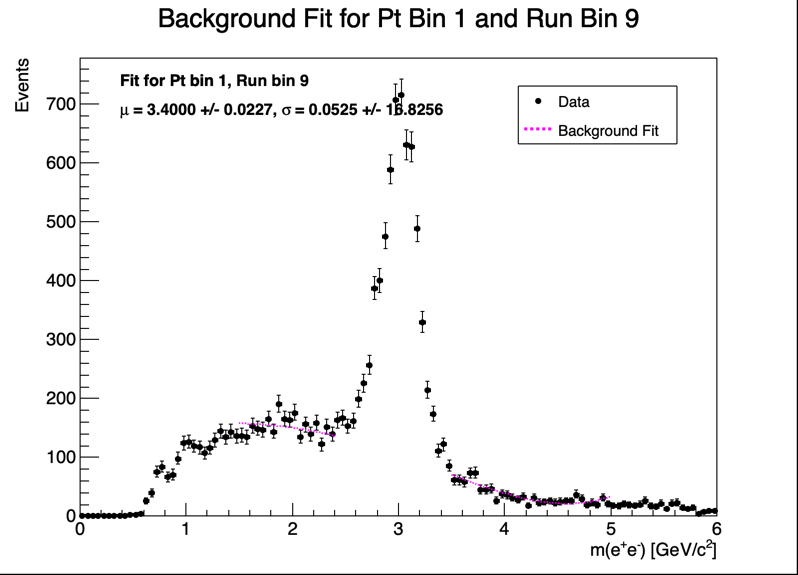 Background Fit for Pt Bin 1 and Run Bin 9
Events
Fit for Pt bin 1, Run bin 9
μ = 3.4000 +/- 0.0227, σ = 0.0525 +/- 16.8256
Data
Background Fit
700
600
500
400
300
200
100
0
0 1 2 3 4 5 6
m(e⁺e⁻) [GeV/c²]